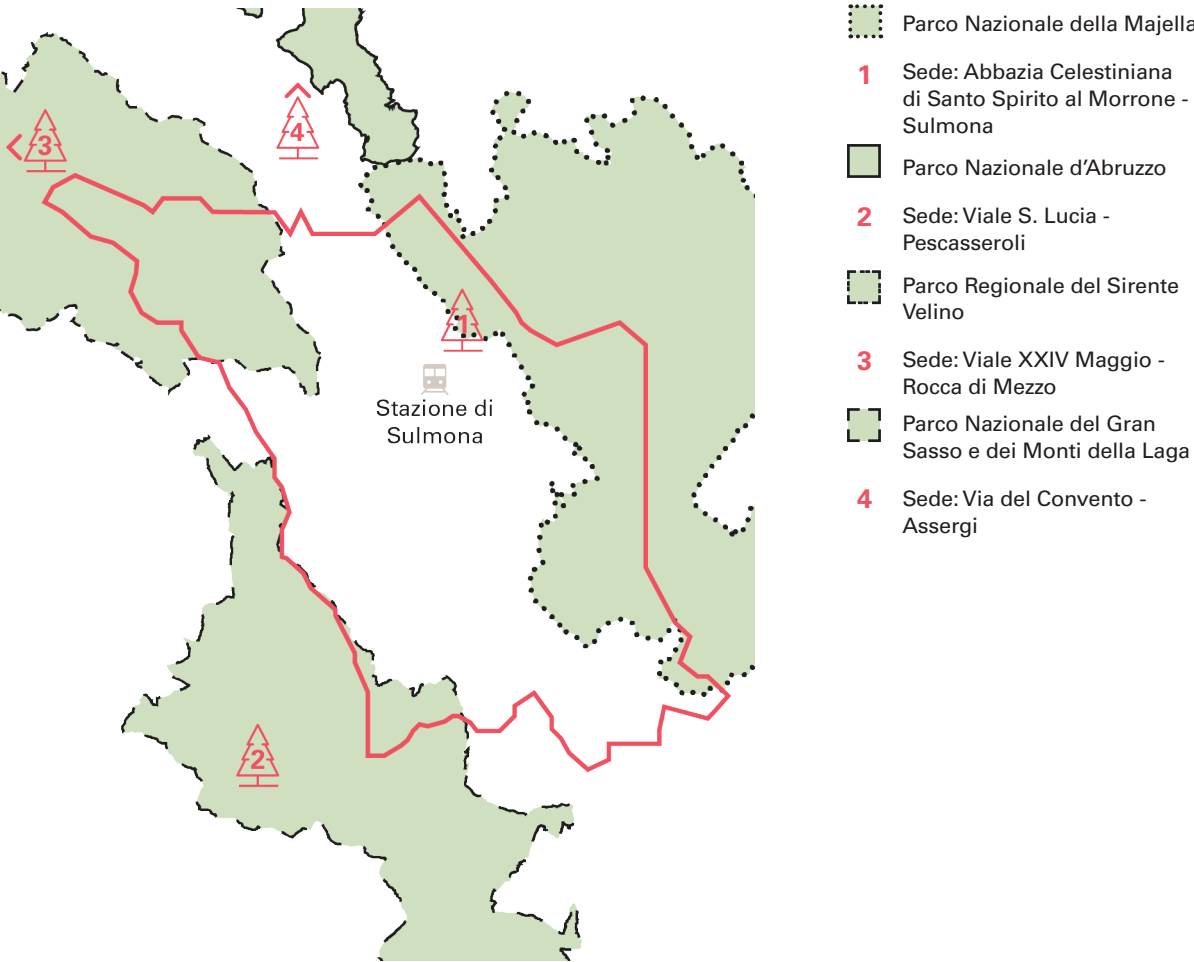 3
4
1
Stazione di
Sulmona
2
Parco Nazionale della Majella
1
Sede: Abbazia Celestiniana
di Santo Spirito al Morrone -
Sulmona
Parco Nazionale d'Abruzzo
2
Sede: Viale S. Lucia -
Pescasseroli
Parco Regionale del Sirente
Velino
3
Sede: Viale XXIV Maggio -
Rocca di Mezzo
Parco Nazionale del Gran
Sasso e dei Monti della Laga
4
Sede: Via del Convento -
Assergi